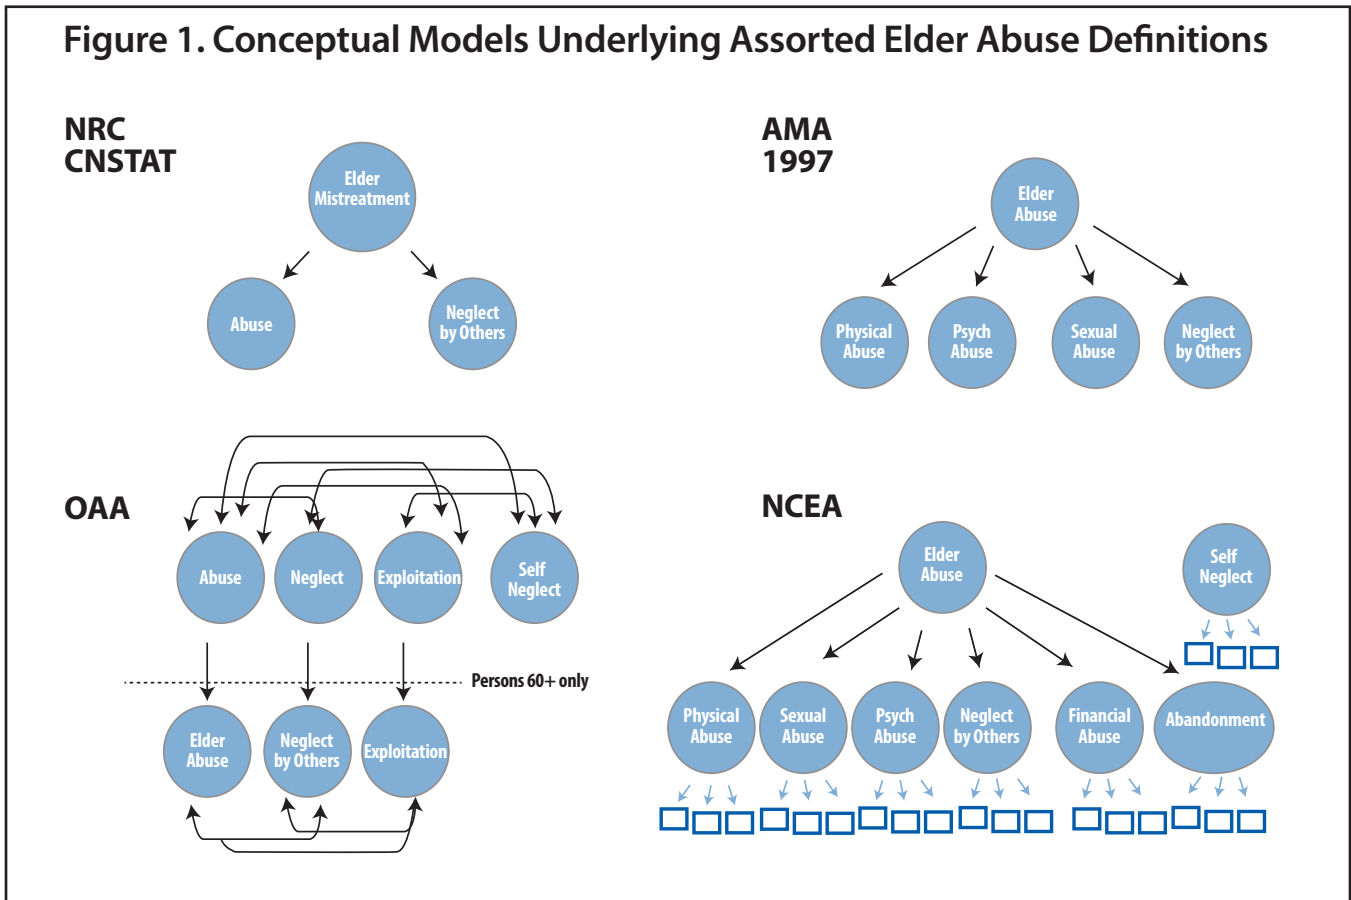 Figure 1. Conceptual Models Underlying Assorted Elder Abuse Definitions
NRC
CNSTAT
Elder
Mistreatment
Abuse
Neglect
by Others
AMA
1997
Elder
Abuse
Physical
Abuse
Psych
Abuse
Sexual
Abuse
Neglect
by Others
OAA
Abuse
Neglect
Exploitation
Self
Neglect
Persons 60+ only
Elder
Abuse
Neglect
by Others
Exploitation
NCEA
Elder
Abuse
Self
Neglect
Physical
Abuse
Sexual
Abuse
Psych
Abuse
Neglect
by Others
Financial
Abuse
Abandonment